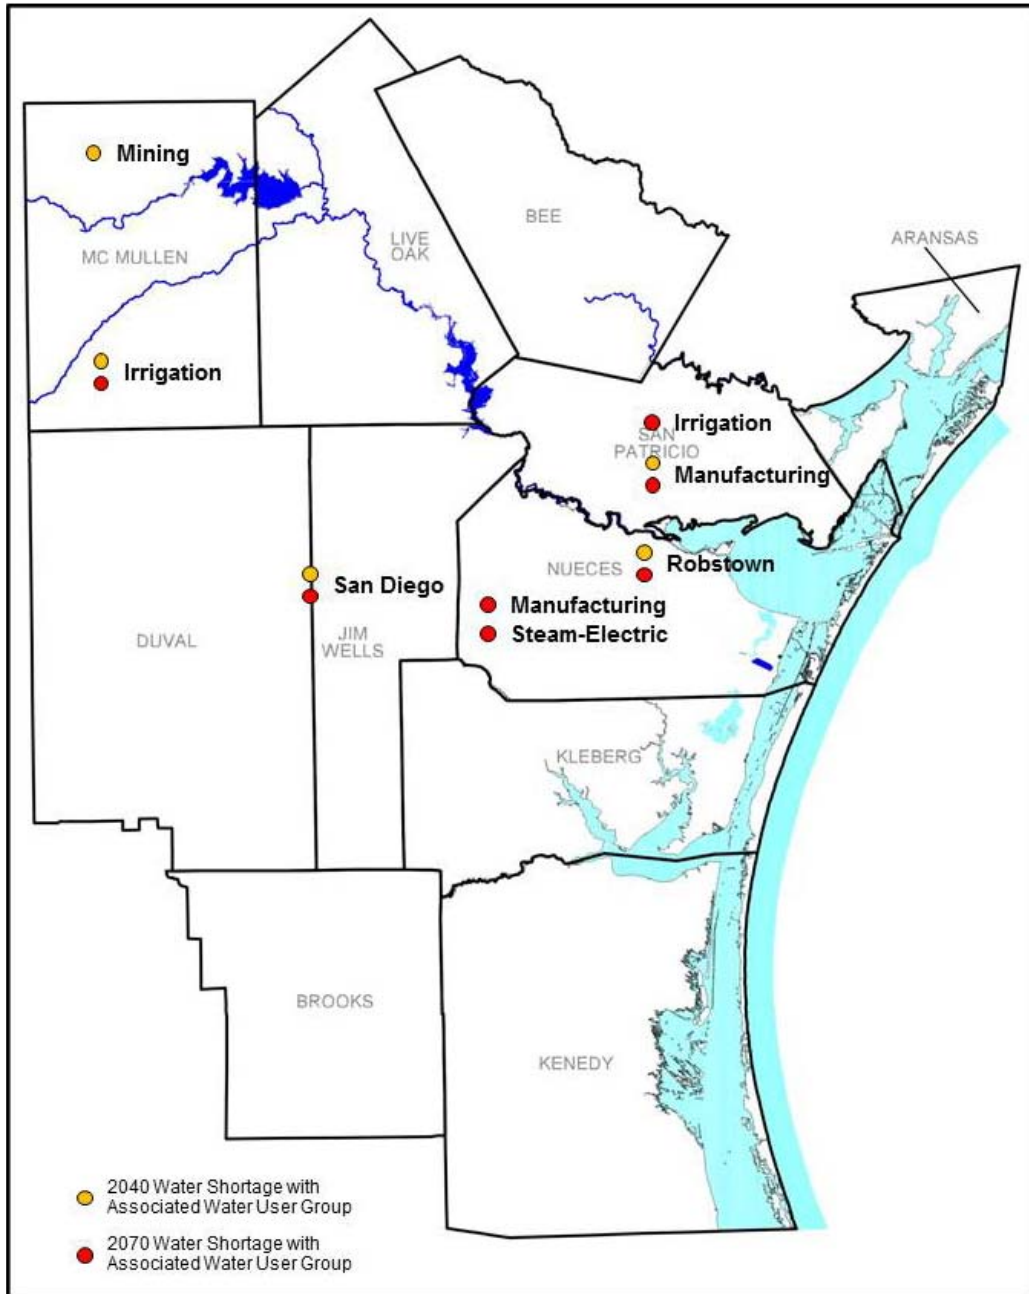 Mining
BEE
ARANSAS
LIVE
OAK
MC MULLEN
Irrigation
Irrigation
SAN
PATRICIO
Manufacturing
Robstown
NUECES
San Diego
Manufacturing
Steam-Electric
DUVAL
JIM
WELLS
KLEBERG
BROOKS
KENEDY
2040 Water Shortage with
Associated Water User Group
2070 Water Shortage with
Associated Water User Group